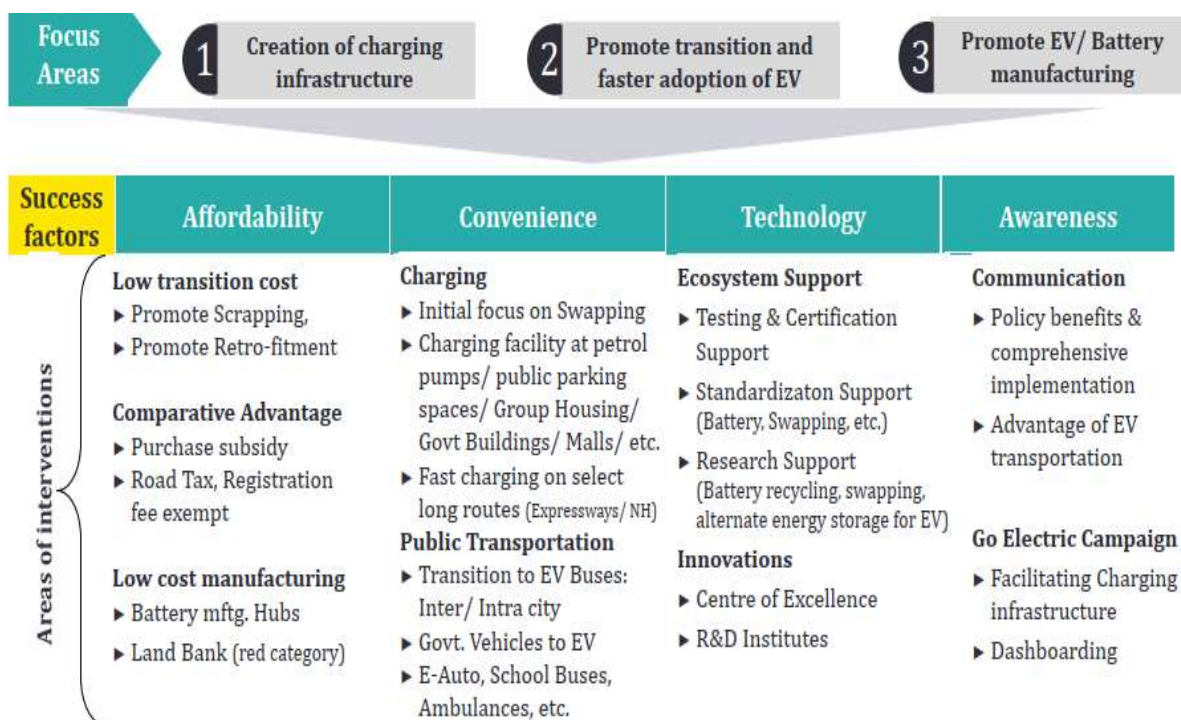 Focus
Areas
1
Creation of charging
infrastructure
2
Promote transition and
faster adoption of EV
3
Promote EV/ Battery
manufacturing
Success
factors
Affordability
Convenience
Technology
Awareness
Areas of interventions
Low transition cost
▶ Promote Scrapping,
▶ Promote Retro-fitment
Comparative Advantage
▶ Purchase subsidy
▶ Road Tax, Registration
fee exempt
Low cost manufacturing
▶ Battery mftg. Hubs
▶ Land Bank (red category)
Charging
▶ Initial focus on Swapping
▶ Charging facility at petrol
pumps/ public parking
spaces/ Group Housing/
Govt Buildings/ Malls/ etc.
▶ Fast charging on select
long routes (Expressways/ NH)
Public Transportation
▶ Transition to EV Buses:
Inter/ Intra city
▶ Govt. Vehicles to EV
▶ E-Auto, School Buses,
Ambulances, etc.
Ecosystem Support
▶ Testing & Certification
Support
▶ Standardizaton Support
(Battery, Swapping, etc.)
▶ Research Support
(Battery recycling, swapping,
alternate energy storage for EV)
Innovations
▶ Centre of Excellence
▶ R&D Institutes
Communication
▶ Policy benefits &
comprehensive
implementation
▶ Advantage of EV
transportation
Go Electric Campaign
▶ Facilitating Charging
infrastructure
▶ Dashboarding